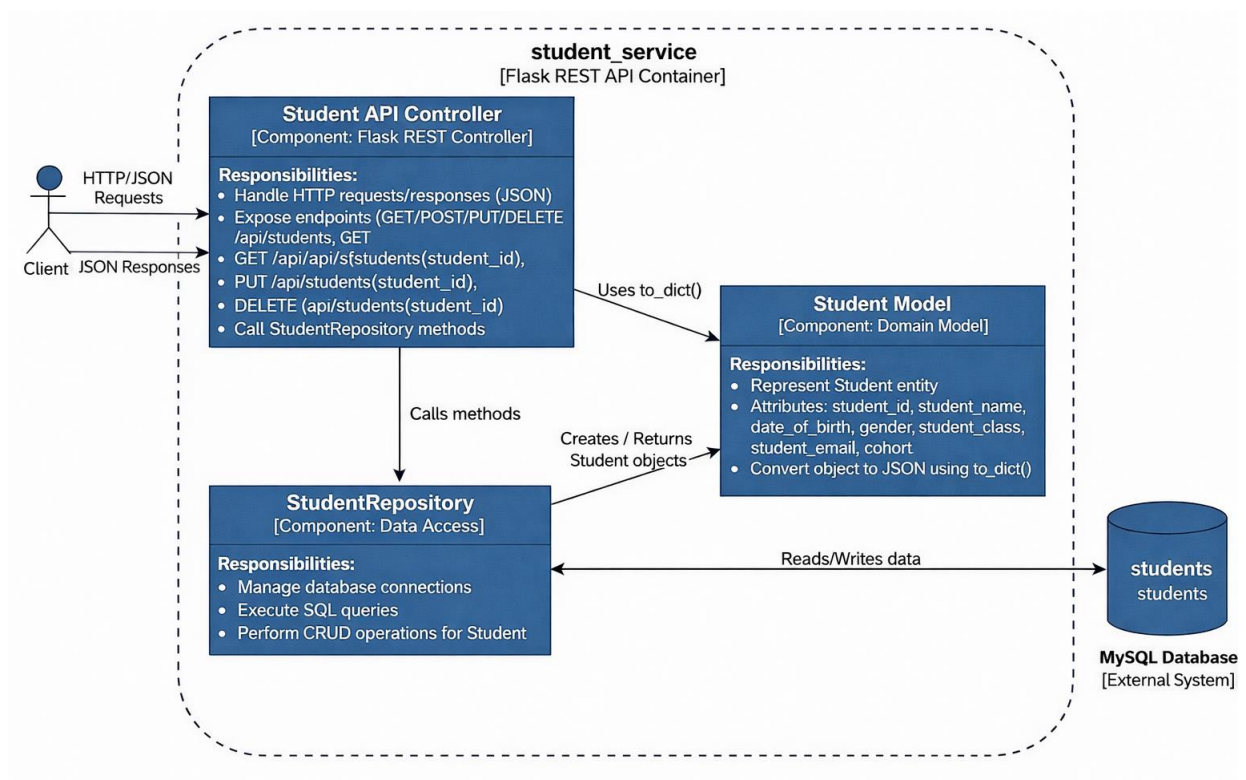 student_service
[Flask REST API Container]
Student API Controller
[Component: Flask REST Controller]
Responsibilities:
• Handle HTTP requests/responses (JSON)
• Expose endpoints (GET/POST/PUT/DELETE
/api/students, GET
• GET /api/api/sfstudents(student_id),
• PUT /api/students(student_id),
• DELETE (api/students(student_id)
• Call StudentRepository methods
HTTP/JSON
Requests
Client
JSON Responses
Uses to_dict()
Student Model
[Component: Domain Model]
Responsibilities:
• Represent Student entity
• Attributes: student_id, student_name,
date_of_birth, gender, student_class,
student_email, cohort
• Convert object to JSON using to_dict()
Calls methods
Creates / Returns
Student objects
StudentRepository
[Component: Data Access]
Responsibilities:
• Manage database connections
• Execute SQL queries
• Perform CRUD operations for Student
Reads/Writes data
students
students
MySQL Database
[External System]